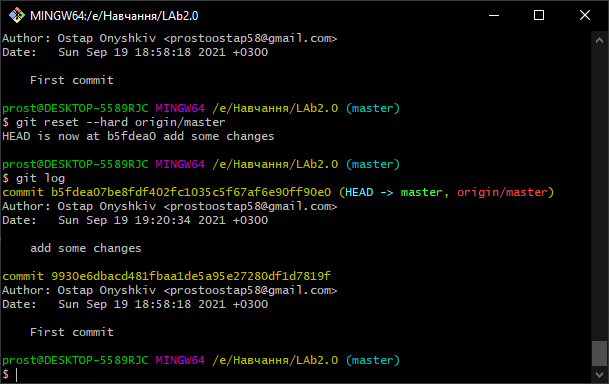 MINGW64:/e/Навчання/LAb2.0
Author: Ostap Onyshkiv <prostoostap58@gmail.com>
Date:   Sun Sep 19 18:58:18 2021 +0300
    First commit
prost@DESKTOP-5589RJC MINGW64 /e/Навчання/LAb2.0 (master)
$ git reset --hard origin/master
HEAD is now at b5fdea0 add some changes
prost@DESKTOP-5589RJC MINGW64 /e/Навчання/LAb2.0 (master)
$ git log
commit b5fdea07be8fdf402fc1035c5f67af6e90ff90e0 (HEAD -> master, origin/master)
Author: Ostap Onyshkiv <prostoostap58@gmail.com>
Date:   Sun Sep 19 19:20:34 2021 +0300
    add some changes
commit 9930e6dbacd481fbaa1de5a95e27280df1d7819f
Author: Ostap Onyshkiv <prostoostap58@gmail.com>
Date:   Sun Sep 19 18:58:18 2021 +0300
    First commit
prost@DESKTOP-5589RJC MINGW64 /e/Навчання/LAb2.0 (master)
$